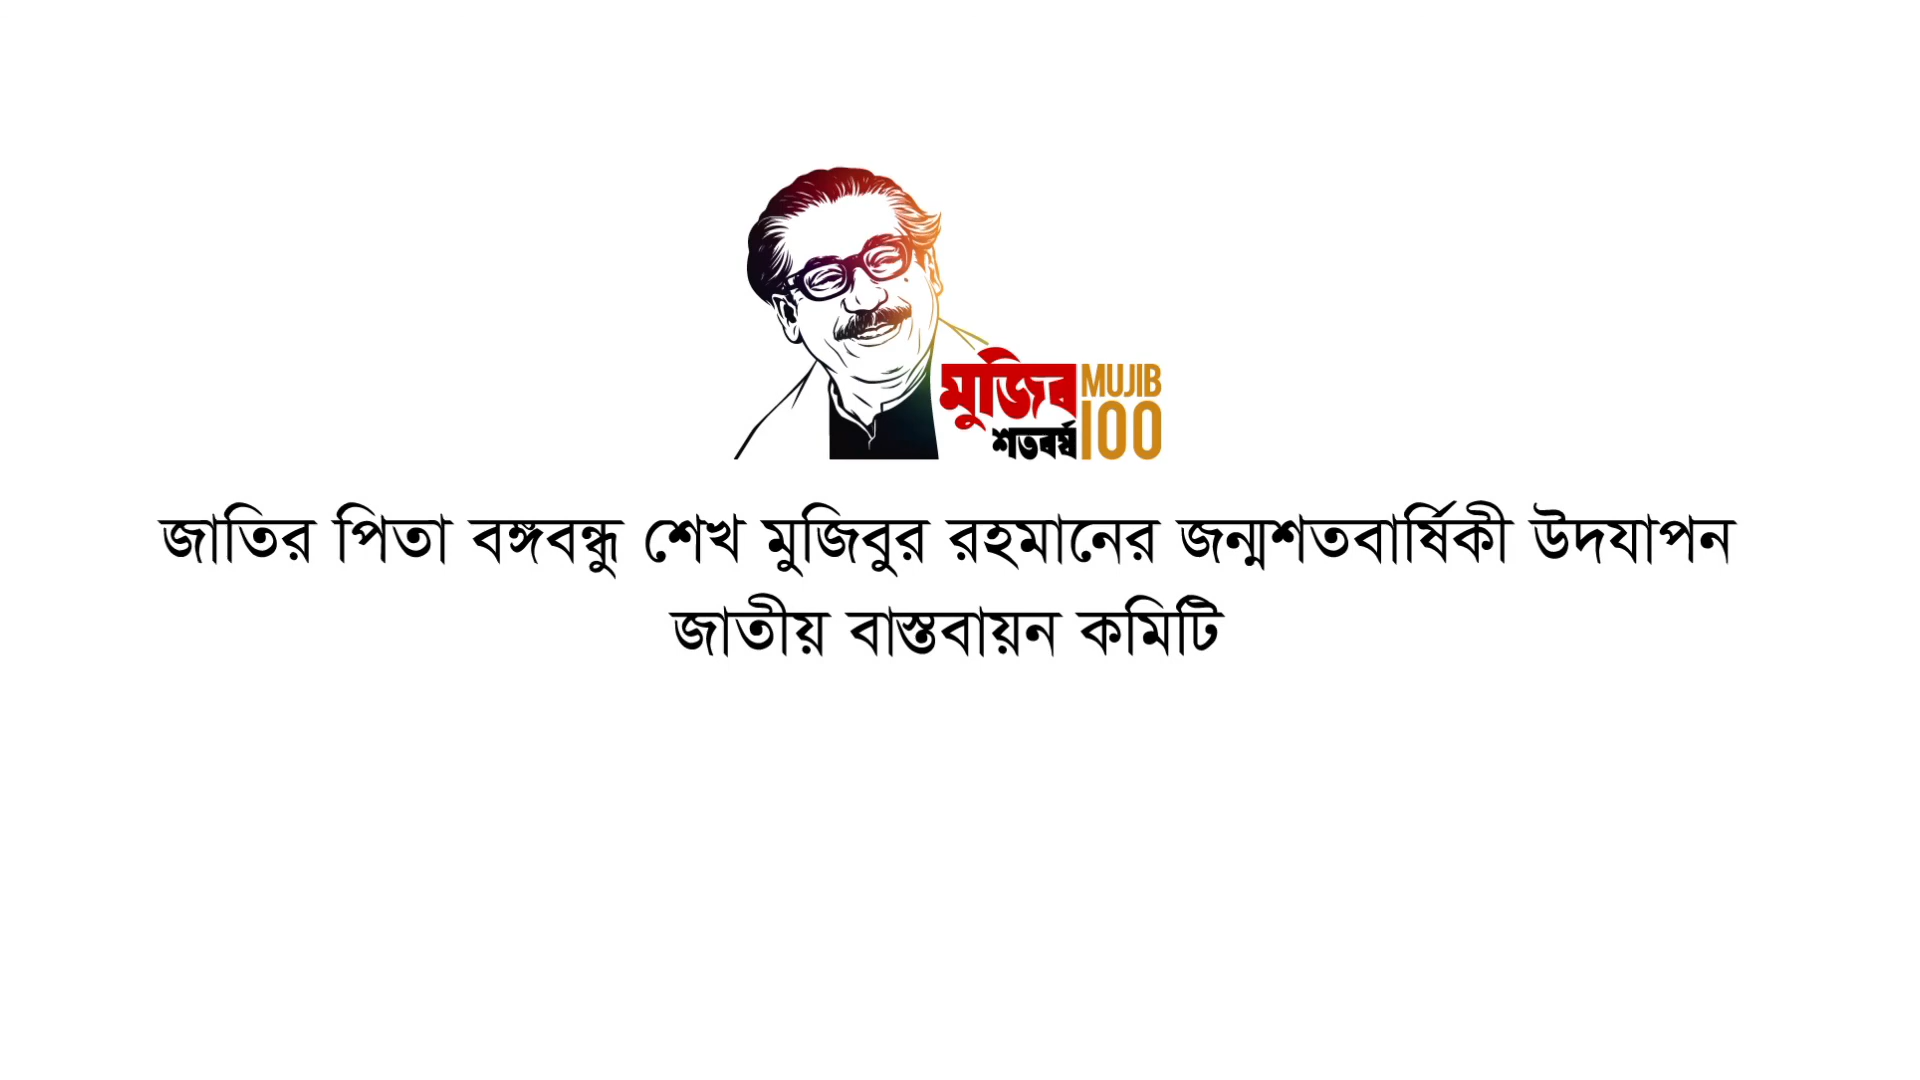 মুজিব MUJIB
শতবর্ষ 100
জাতির পিতা বঙ্গবন্ধু শেখ মুজিবুর রহমানের জন্মশতবার্ষিকী উদযাপন
জাতীয় বাস্তবায়ন কমিটি